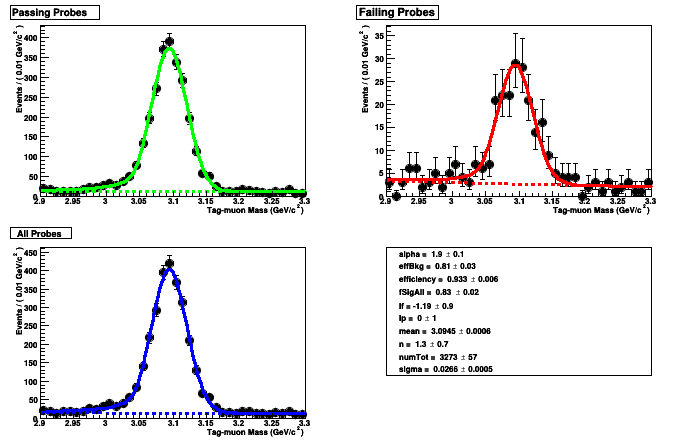 Passing Probes
Events / ( 0.01 GeV/c² )
400
350
300
250
200
150
100
50
0
2.9 2.95 3 3.05 3.1 3.15 3.2 3.25 3.3
Tag-muon Mass (GeV/c²)
Failing Probes
Events / ( 0.01 GeV/c² )
35
30
25
20
15
10
5
0
2.9 2.95 3 3.05 3.1 3.15 3.2 3.25 3.3
Tag-muon Mass (GeV/c²)
All Probes
Events / ( 0.01 GeV/c² )
450
400
350
300
250
200
150
100
50
0
2.9 2.95 3 3.05 3.1 3.15 3.2 3.25 3.3
Tag-muon Mass (GeV/c²)
alpha = 1.9 ± 0.1
effBkg = 0.81 ± 0.03
efficiency = 0.933 ± 0.006
fSigAll = 0.83 ± 0.02
lf = -1.19 ± 0.9
lp = 0 ± 1
mean = 3.0945 ± 0.0006
n = 1.3 ± 0.7
numTot = 3273 ± 57
sigma = 0.0266 ± 0.0005